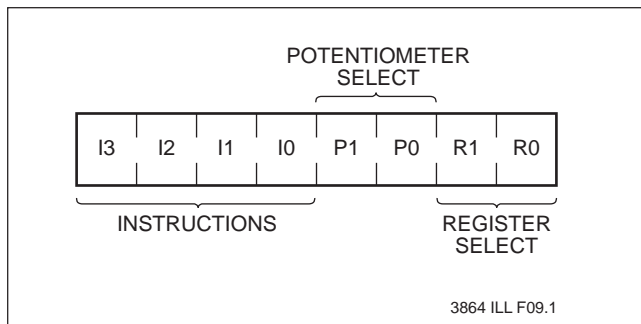 POTENTIOMETER
SELECT
I3 I2 I1 I0 P1 P0 R1 R0
INSTRUCTIONS
REGISTER
SELECT
3864 ILL F09.1